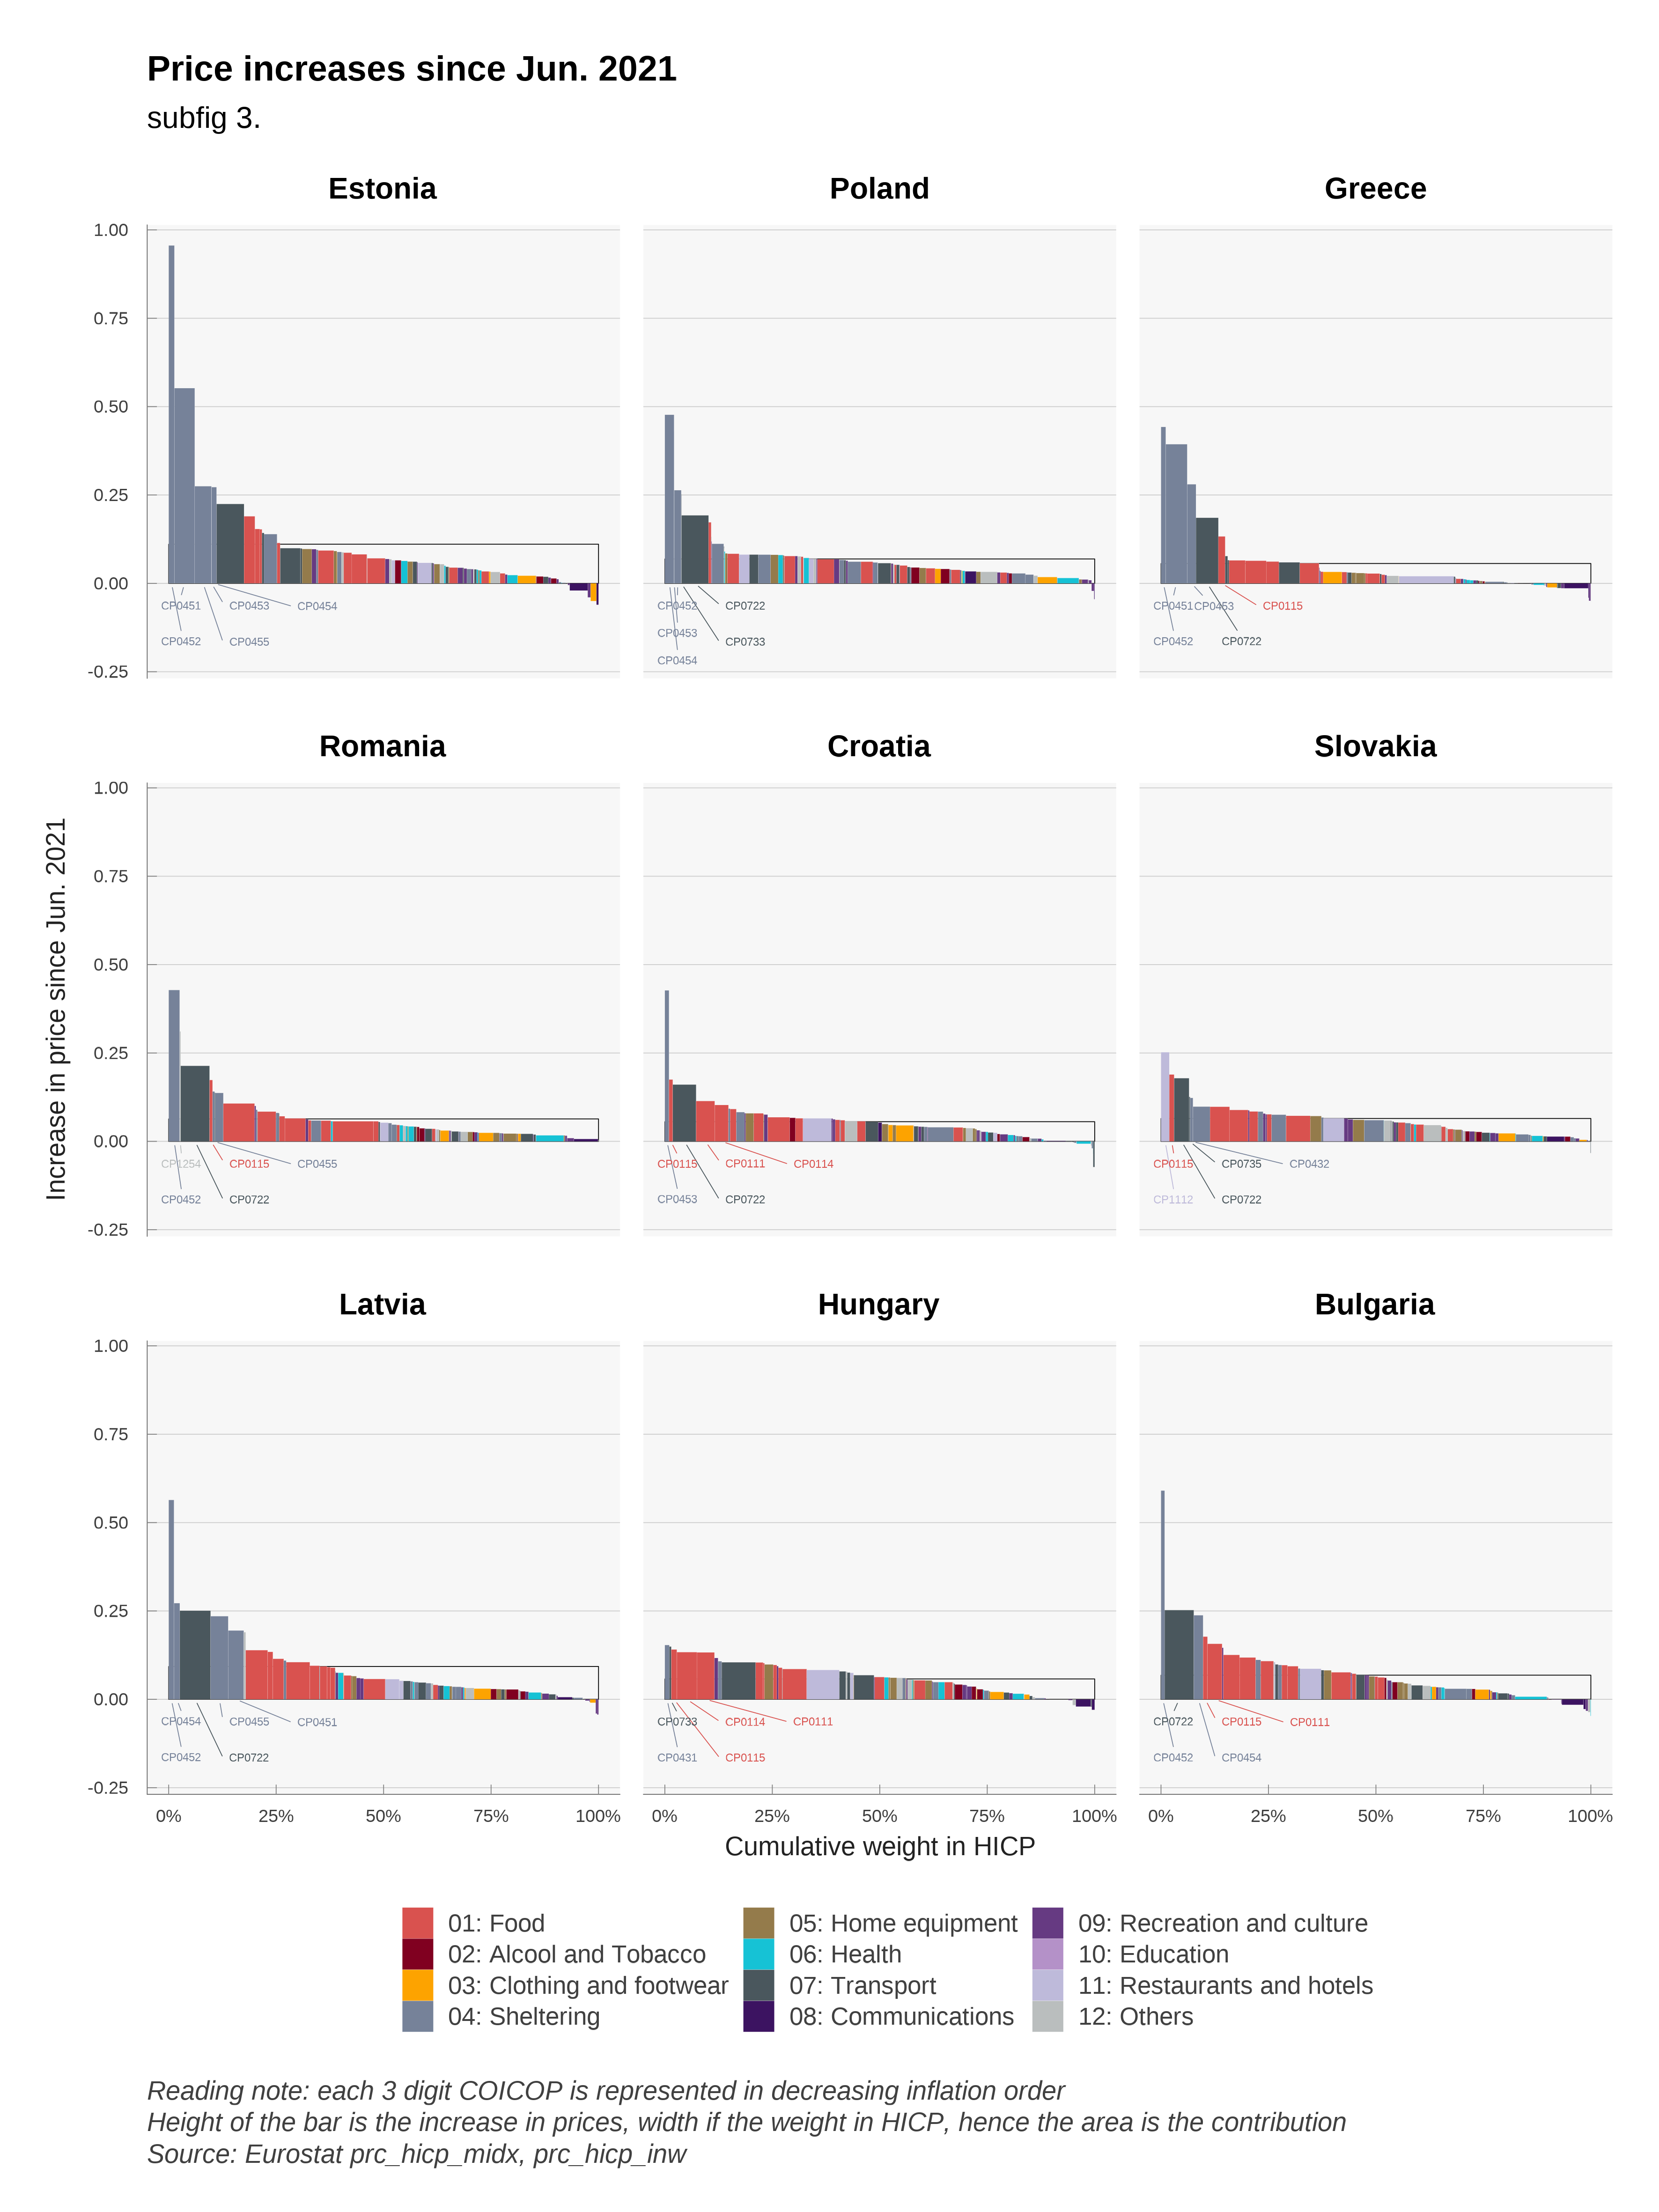 Price increases since Jun. 2021
subfig 3.
Estonia
Poland
Greece
1.00
0.75
0.50
0.25
0.00
-0.25
CP0451
CP0453
CP0454
CP0452
CP0455
CP0452
CP0722
CP0453
CP0733
CP0454
CP0451
CP0453
CP0115
CP0452
CP0722
Romania
Croatia
Slovakia
Increase in price since Jun. 2021
1.00
0.75
0.50
0.25
0.00
-0.25
CP1254
CP0115
CP0455
CP0452
CP0722
CP0115
CP0111
CP0114
CP0453
CP0722
CP0115
CP0735
CP0432
CP1112
CP0722
Latvia
Hungary
Bulgaria
1.00
0.75
0.50
0.25
0.00
-0.25
CP0454
CP0455
CP0451
CP0452
CP0722
CP0733
CP0114
CP0111
CP0431
CP0115
CP0722
CP0115
CP0111
CP0452
CP0454
0% 25% 50% 75% 100%
0% 25% 50% 75% 100%
0% 25% 50% 75% 100%
Cumulative weight in HICP
01: Food
02: Alcool and Tobacco
03: Clothing and footwear
04: Sheltering
05: Home equipment
06: Health
07: Transport
08: Communications
09: Recreation and culture
10: Education
11: Restaurants and hotels
12: Others
Reading note: each 3 digit COICOP is represented in decreasing inflation order
Height of the bar is the increase in prices, width if the weight in HICP, hence the area is the contribution
Source: Eurostat prc_hicp_midx, prc_hicp_inw